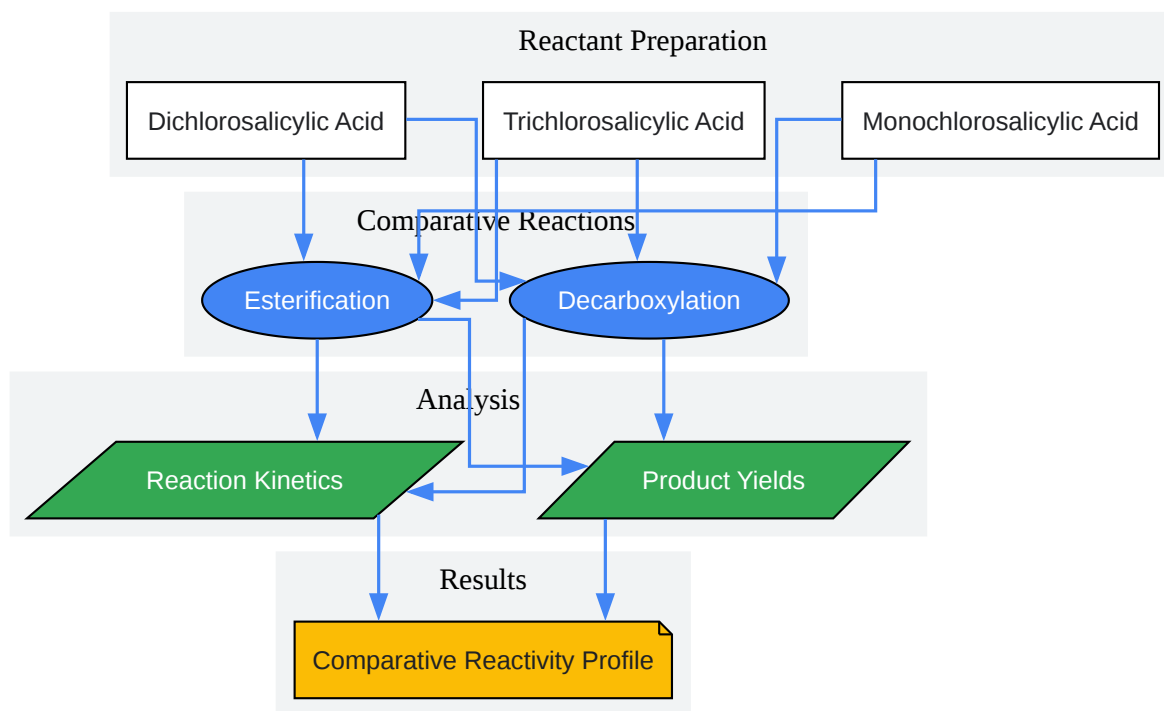 Reactant Preparation
Dichlorosalicylic Acid
Trichlorosalicylic Acid
Monochlorosalicylic Acid
Comparative Reactions
Esterification
Decarboxylation
Analysis
Reaction Kinetics
Product Yields
Results
Comparative Reactivity Profile